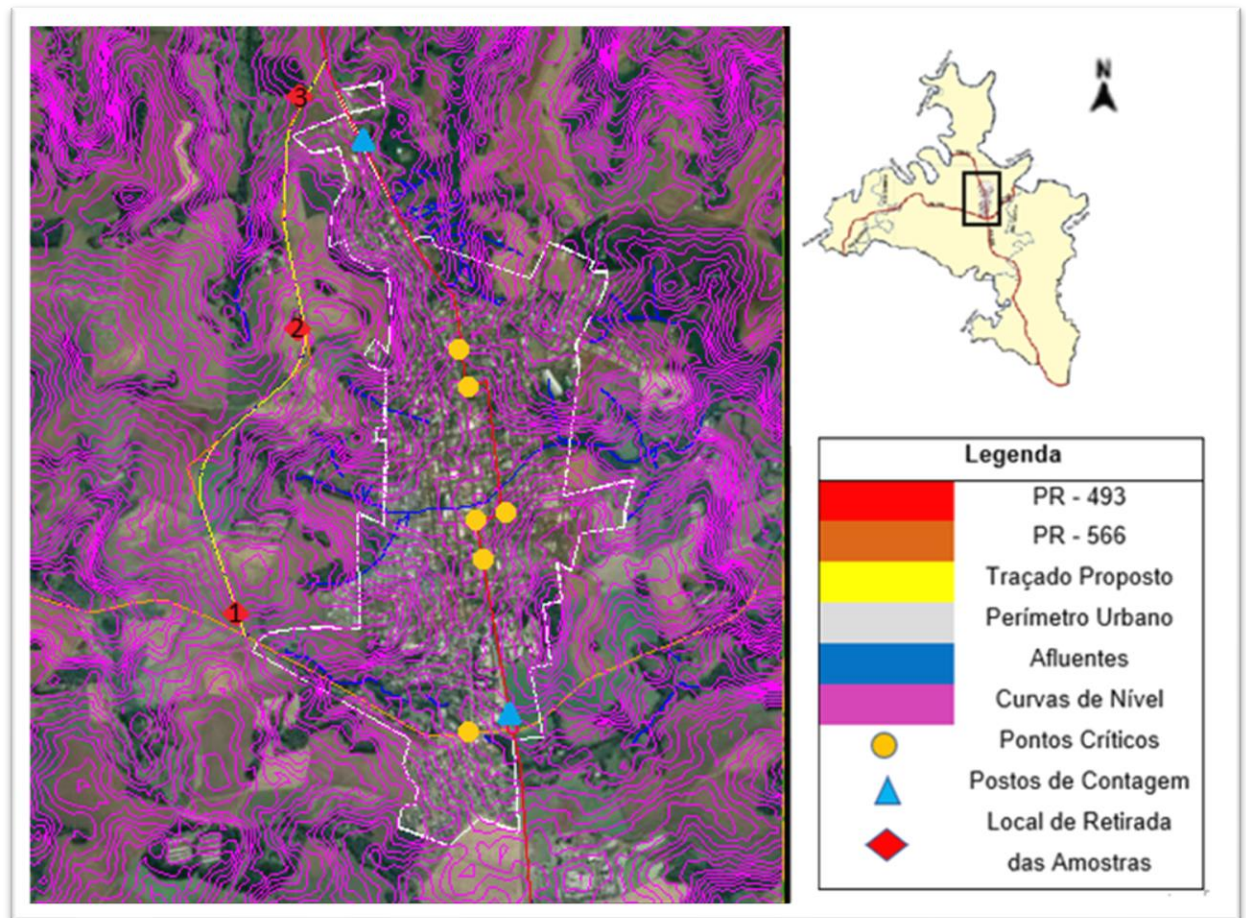 3
2
1
N
Legenda
PR - 493
PR - 566
Traçado Proposto
Perímetro Urbano
Afluentes
Curvas de Nível
Pontos Críticos
Postos de Contagem
Local de Retirada
das Amostras